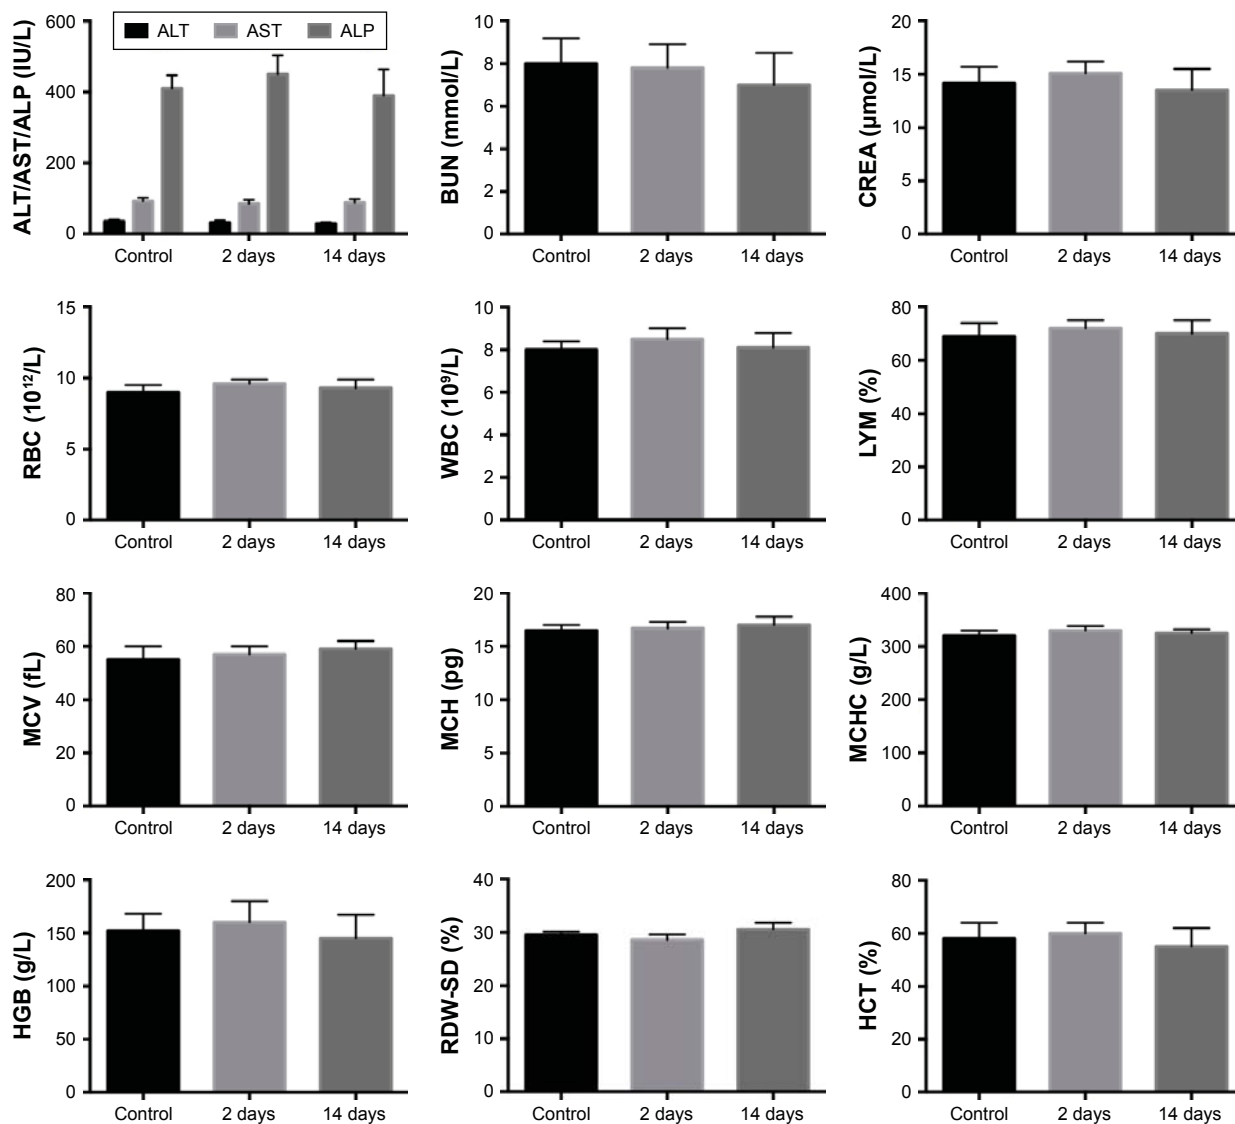 ALT/AST/ALP (IU/L)
600
400
200
0
ALT AST ALP
Control 2 days 14 days
BUN (mmol/L)
10
8
6
4
2
0
Control 2 days 14 days
CREA (µmol/L)
20
15
10
5
0
Control 2 days 14 days
RBC (10¹²/L)
15
10
5
0
Control 2 days 14 days
WBC (10⁹/L)
10
8
6
4
2
0
Control 2 days 14 days
LYM (%)
80
60
40
20
0
Control 2 days 14 days
MCV (fL)
80
60
40
20
0
Control 2 days 14 days
MCH (pg)
20
15
10
5
0
Control 2 days 14 days
MCHC (g/L)
400
300
200
100
0
Control 2 days 14 days
HGB (g/L)
200
150
100
50
0
Control 2 days 14 days
RDW-SD (%)
40
30
20
10
0
Control 2 days 14 days
HCT (%)
80
60
40
20
0
Control 2 days 14 days